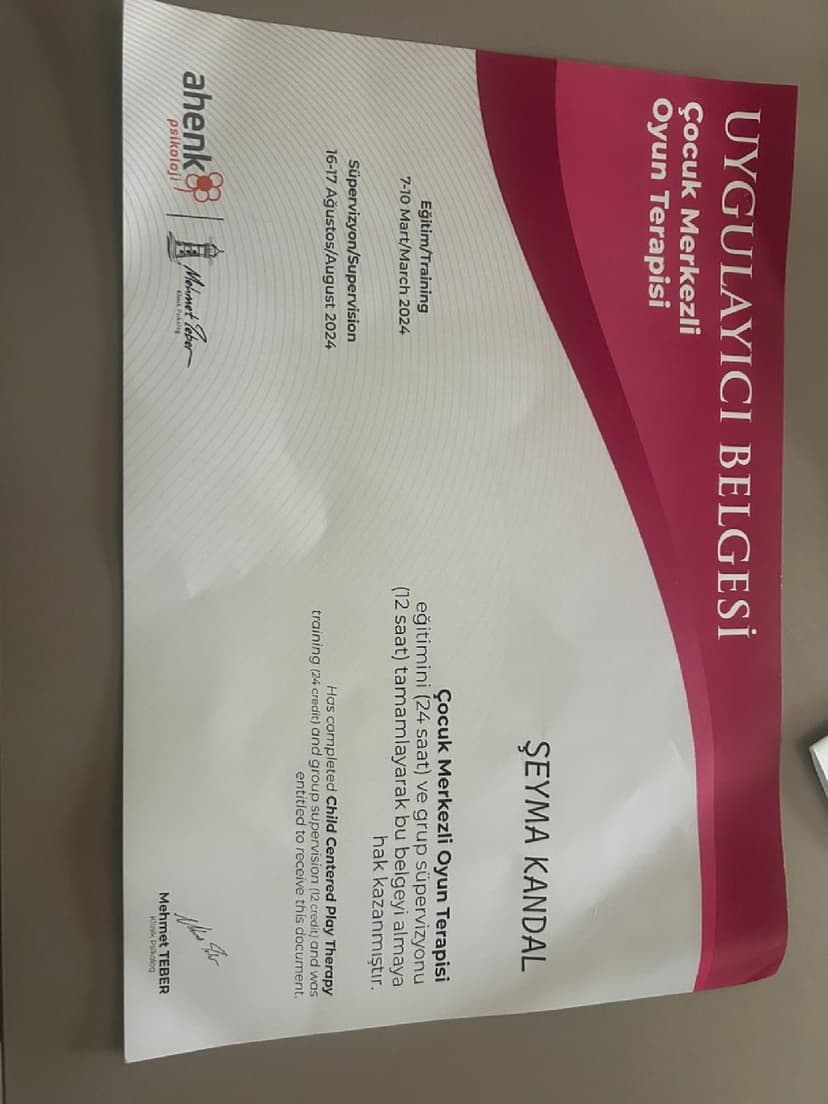 UYGULAYICI BELGESİ
Çocuk Merkezli
Oyun Terapisi
ŞEYMA KANDAL
Eğitim/Training
7-10 Mart/March 2024
Süpervizyon/Supervision
16-17 Ağustos/August 2024
Çocuk Merkezli Oyun Terapisi
eğitimini (24 saat) ve grup süpervizyonu
(12 saat) tamamlayarak bu belgeyi almaya
hak kazanmıştır.
Has completed Child Centered Play Therapy
training (24 credit) and group supervision (12 credit) and was
entitled to receive this document.
ahenk
psikoloji
Mehmet Teber
Klinik Psikolog
Mehmet TEBER
Klinik Psikolog